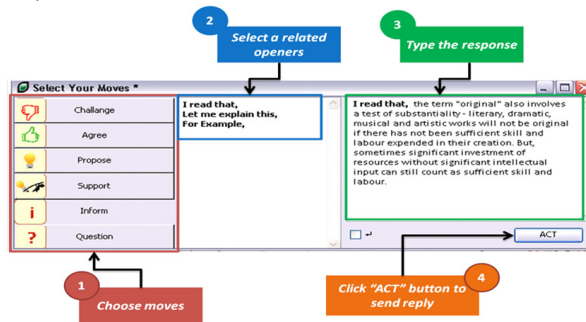 2
Select a related
openers
3
Type the response
Select Your Moves *
Challange
Agree
Propose
Support
Inform
Question
I read that,
Let me explain this,
For Example,
I read that, the term "original" also involves
a test of substantiality - literary, dramatic,
musical and artistic works will not be original
if there has not been sufficient skill and
labour expended in their creation. But,
sometimes significant investment of
resources without significant intellectual
input can still count as sufficient skill and
labour.
ACT
1
Choose moves
4
Click "ACT" button to
send reply